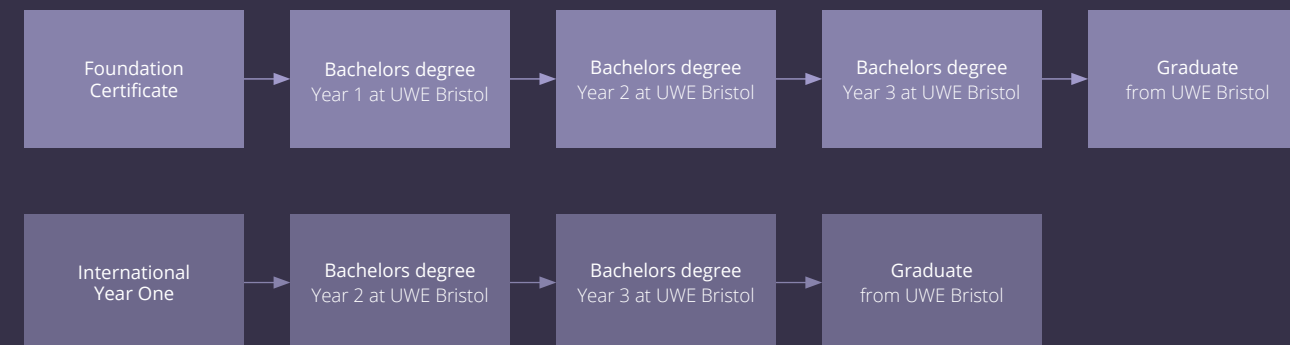 Foundation
Certificate
Bachelors degree
Year 1 at UWE Bristol
Bachelors degree
Year 2 at UWE Bristol
Bachelors degree
Year 3 at UWE Bristol
Graduate
from UWE Bristol
International
Year One
Bachelors degree
Year 2 at UWE Bristol
Bachelors degree
Year 3 at UWE Bristol
Graduate
from UWE Bristol